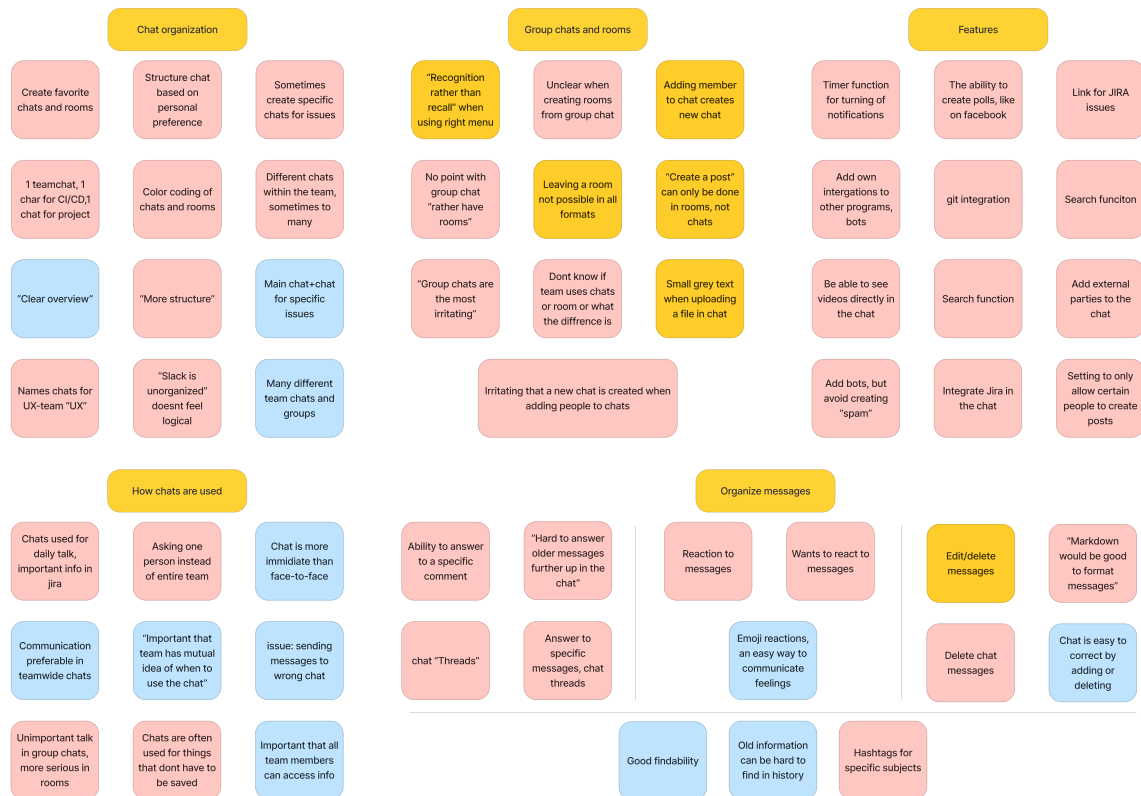 Chat organization
Create favorite
chats and rooms
Structure chat
based on
personal
preference
Sometimes
create specific
chats for issues
1 teamchat, 1
char for CI/CD,1
chat for project
Color coding of
chats and rooms
Different chats
within the team,
sometimes to
many
"Clear overview"
"More structure"
Main chat+chat
for specific
issues
Names chats for
UX-team "UX"
"Slack is
unorganized"
doesnt feel
logical
Many different
team chats and
groups
Group chats and rooms
"Recognition
rather than
recall" when
using right menu
Unclear when
creating rooms
from group chat
Adding member
to chat creates
new chat
No point with
group chat
"rather have
rooms"
Leaving a room
not possible in all
formats
"Create a post"
can only be done
in rooms, not
chats
"Group chats are
the most
irritating"
Dont know if
team uses chats
or room or what
the diffrence is
Small grey text
when uploading
a file in chat
Irritating that a new chat is created when
adding people to chats
Features
Timer function
for turning of
notifications
The ability to
create polls, like
on facebook
Link for JIRA
issues
Add own
intergations to
other programs,
bots
git integration
Search funciton
Be able to see
videos directly in
the chat
Search function
Add external
parties to the
chat
Add bots, but
avoid creating
"spam"
Integrate Jira in
the chat
Setting to only
allow certain
people to create
posts
How chats are used
Chats used for
daily talk,
important info in
jira
Asking one
person instead
of entire team
Chat is more
immidiate than
face-to-face
Communication
preferable in
teamwide chats
"Important that
team has mutual
idea of when to
use the chat"
issue: sending
messages to
wrong chat
Unimportant talk
in group chats,
more serious in
rooms
Chats are often
used for things
that dont have to
be saved
Important that all
team members
can access info
Organize messages
Ability to answer
to a specific
comment
"Hard to answer
older messages
further up in the
chat"
chat "Threads"
Answer to
specific
messages, chat
threads
Reaction to
messages
Wants to react to
messages
Emoji reactions,
an easy way to
communicate
feelings
Edit/delete
messages
"Markdown
would be good
to format
messages"
Delete chat
messages
Chat is easy to
correct by
adding or
deleting
Good findability
Old information
can be hard to
find in history
Hashtags for
specific subjects